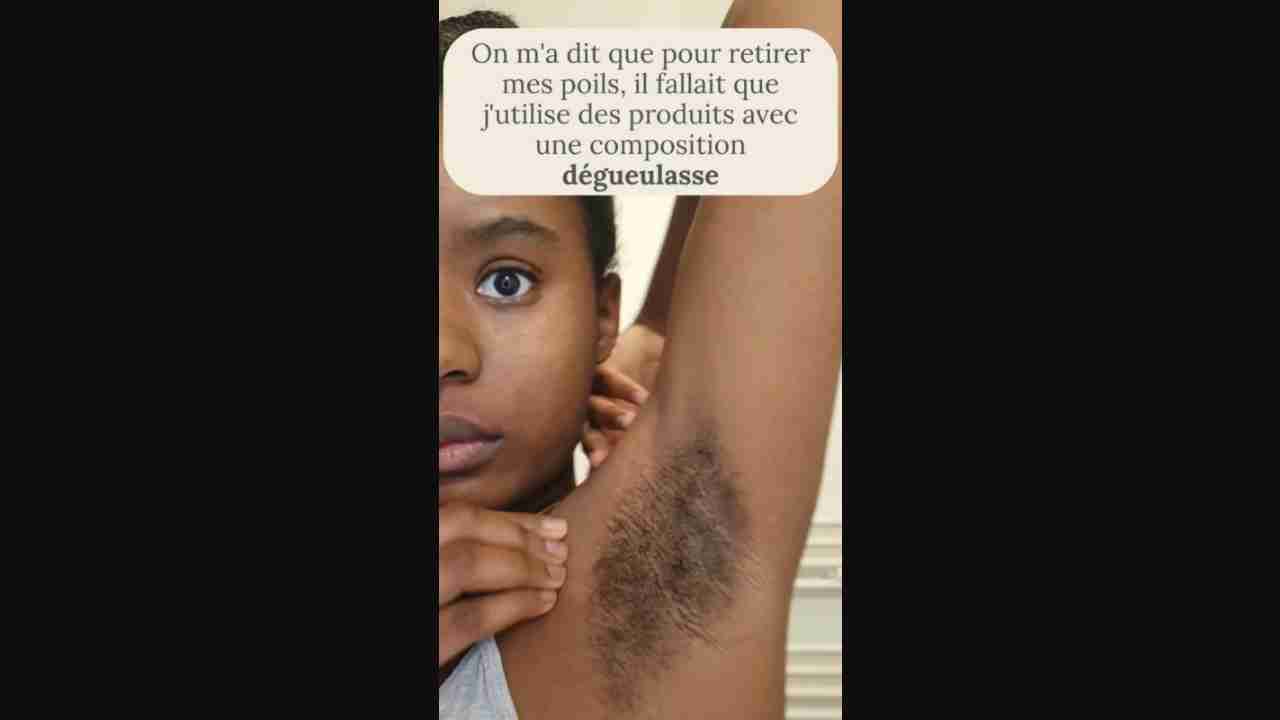 On m'a dit que pour retirer
mes poils, il fallait que
j'utilise des produits avec
une composition
dégueulasse